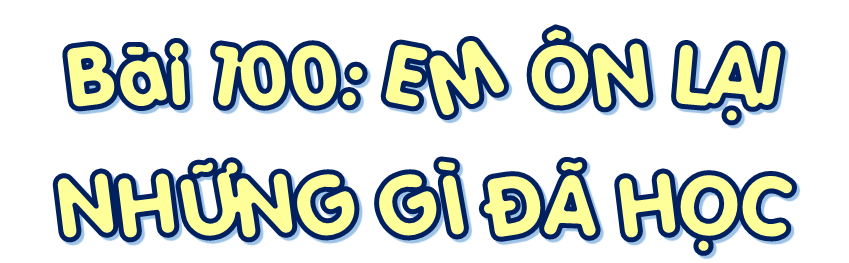 Bài 100: EM ÔN LẠI
NHỮNG GÌ ĐÃ HỌC